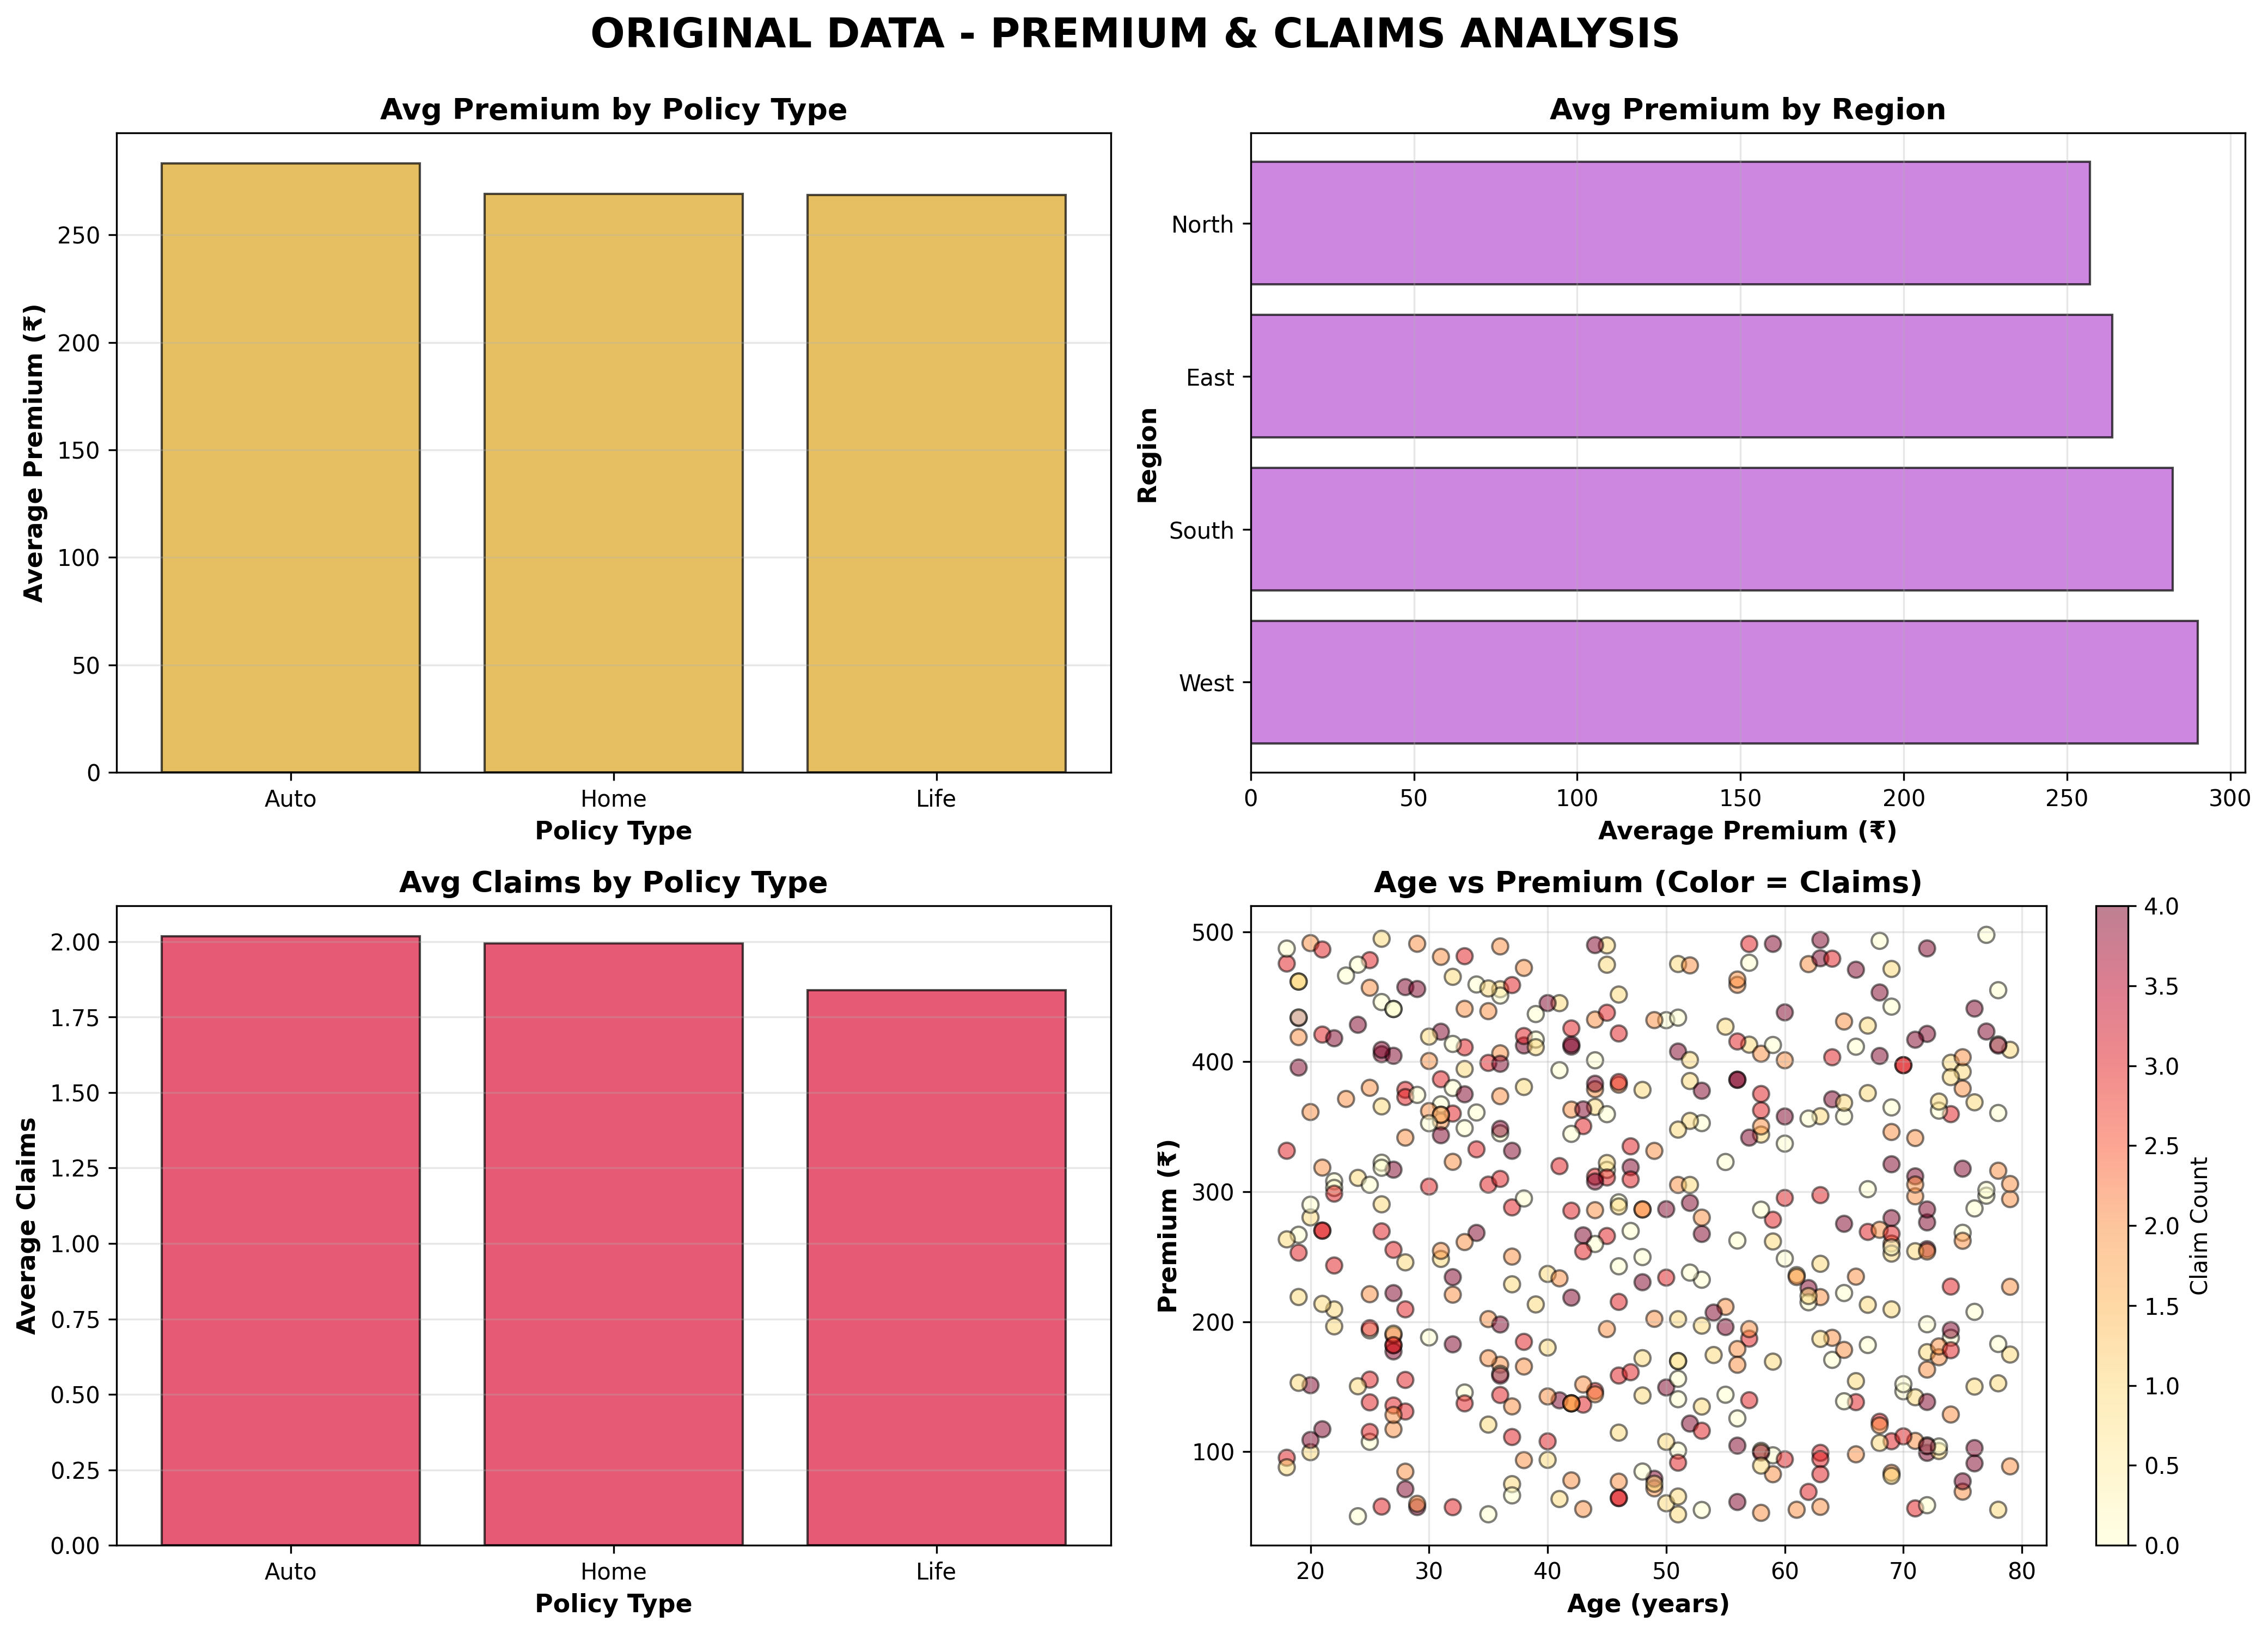 ORIGINAL DATA - PREMIUM & CLAIMS ANALYSIS
Avg Premium by Policy Type
Average Premium (₹)
250
200
150
100
50
0
Auto Home Life
Policy Type
Avg Premium by Region
Region
North
East
South
West
0 50 100 150 200 250 300
Average Premium (₹)
Avg Claims by Policy Type
Average Claims
2.00
1.75
1.50
1.25
1.00
0.75
0.50
0.25
0.00
Auto Home Life
Policy Type
Age vs Premium (Color = Claims)
Premium (₹)
500
400
300
200
100
20 30 40 50 60 70 80
Age (years)
4.0
3.5
3.0
2.5
2.0
1.5
1.0
0.5
0.0
Claim Count